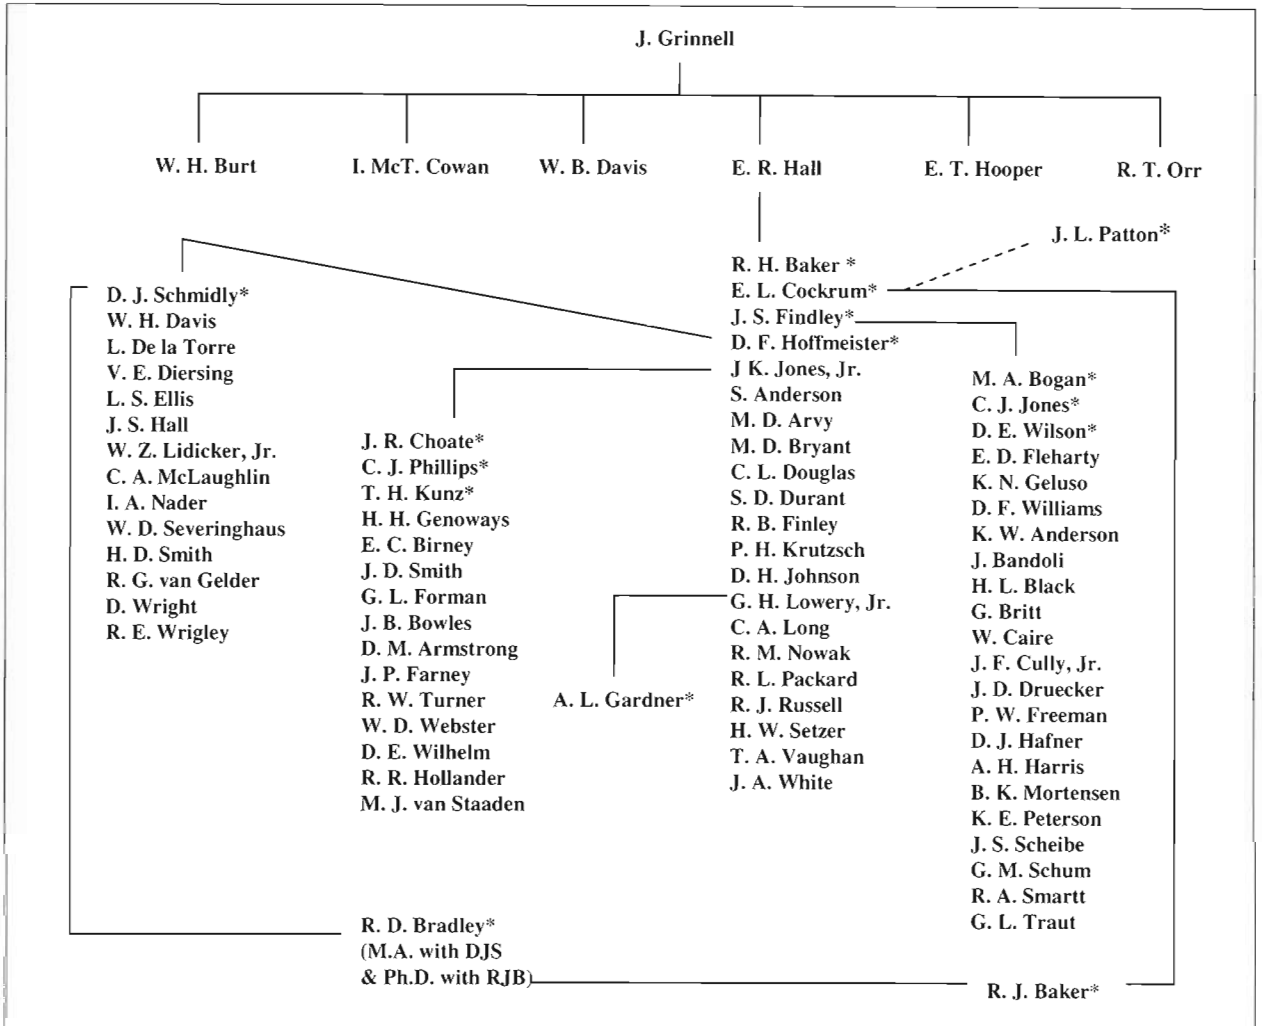 J. Grinnell
W. H. Burt
I. McT. Cowan
W. B. Davis
E. R. Hall
E. T. Hooper
R. T. Orr
J. L. Patton*
D. J. Schmidly*
W. H. Davis
L. De la Torre
V. E. Diersing
L. S. Ellis
J. S. Hall
W. Z. Lidicker, Jr.
C. A. McLaughlin
I. A. Nader
W. D. Severinghaus
H. D. Smith
R. G. van Gelder
D. Wright
R. E. Wrigley
J. R. Choate*
C. J. Phillips*
T. H. Kunz*
H. H. Genoways
E. C. Birney
J. D. Smith
G. L. Forman
J. B. Bowles
D. M. Armstrong
J. P. Farney
R. W. Turner
W. D. Webster
D. E. Wilhelm
R. R. Hollander
M. J. van Staaden
A. L. Gardner*
R. H. Baker *
E. L. Cockrum*
J. S. Findley*
D. F. Hoffmeister*
J K. Jones, Jr.
S. Anderson
M. D. Arvy
M. D. Bryant
C. L. Douglas
S. D. Durant
R. B. Finley
P. H. Krutzsch
D. H. Johnson
G. H. Lowery, Jr.
C. A. Long
R. M. Nowak
R. L. Packard
R. J. Russell
H. W. Setzer
T. A. Vaughan
J. A. White
M. A. Bogan*
C. J. Jones*
D. E. Wilson*
E. D. Fleharty
K. N. Geluso
D. F. Williams
K. W. Anderson
J. Bandoli
H. L. Black
G. Britt
W. Caire
J. F. Cully, Jr.
J. D. Druecker
P. W. Freeman
D. J. Hafner
A. H. Harris
B. K. Mortensen
K. E. Peterson
J. S. Scheibe
G. M. Schum
R. A. Smartt
G. L. Traut
R. D. Bradley*
(M.A. with DJS
& Ph.D. with RJB)
R. J. Baker*